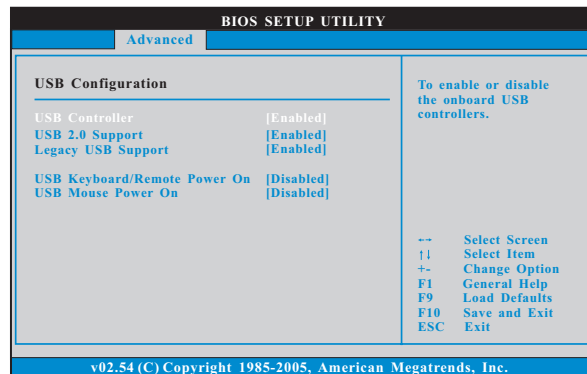 BIOS SETUP UTILITY
Advanced
USB Configuration
USB Controller [Enabled]
USB 2.0 Support [Enabled]
Legacy USB Support [Enabled]
USB Keyboard/Remote Power On [Disabled]
USB Mouse Power On [Disabled]
To enable or disable
the onboard USB
controllers.
←→ Select Screen
↑↓ Select Item
+- Change Option
F1 General Help
F9 Load Defaults
F10 Save and Exit
ESC Exit
v02.54 (C) Copyright 1985-2005, American Megatrends, Inc.